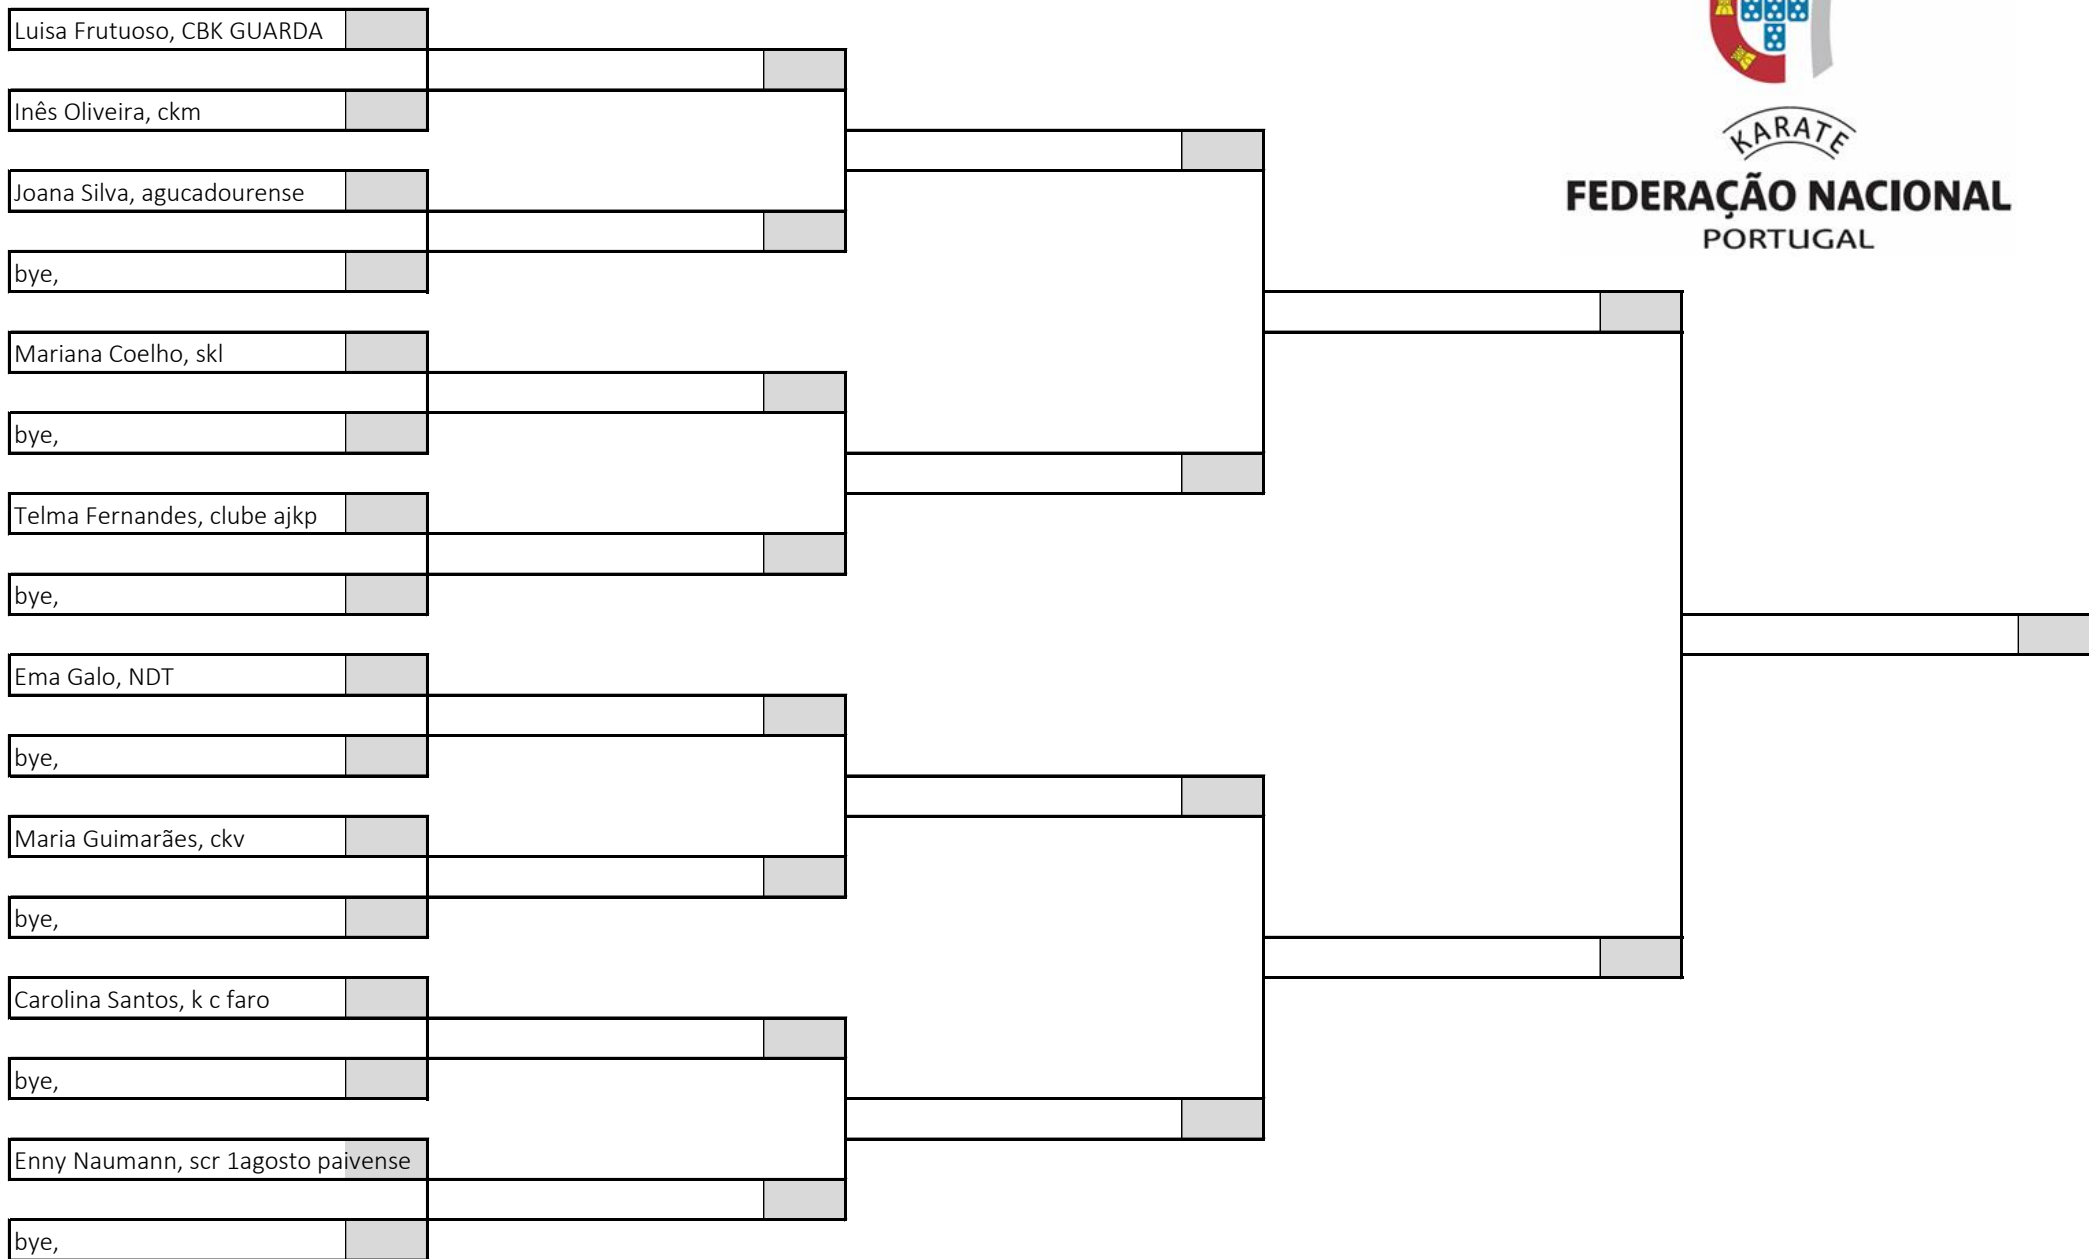 Luisa Frutuoso, CBK GUARDA
Inês Oliveira, ckm
Joana Silva, agucadourense
bye,
Mariana Coelho, skl
bye,
Telma Fernandes, clube ajkp
bye,
Ema Galo, NDT
bye,
Maria Guimarães, ckv
bye,
Carolina Santos, k c faro
bye,
Enny Naumann, scr 1agosto paivense
bye,
KARATE
FEDERAÇÃO NACIONAL
PORTUGAL